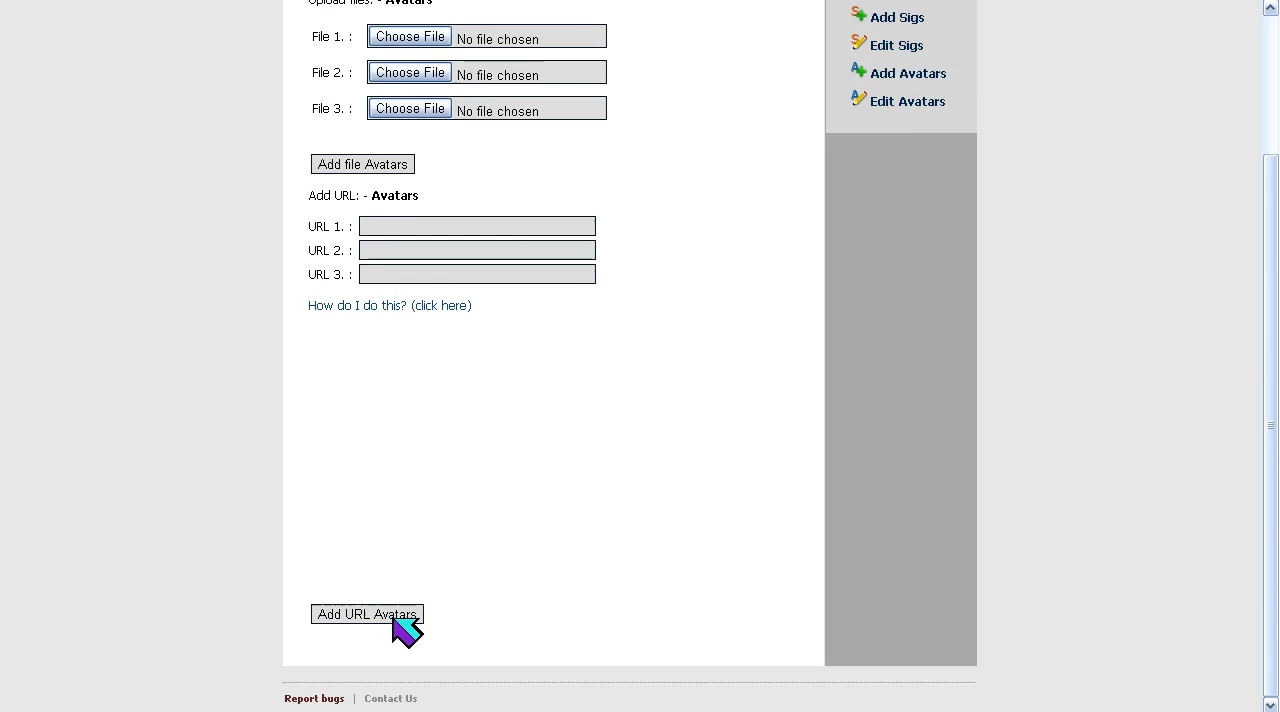 Upload files: - Avatars
File 1. : Choose File No file chosen
File 2. : Choose File No file chosen
File 3. : Choose File No file chosen
Add file Avatars
Add URL: - Avatars
URL 1. :
URL 2. :
URL 3. :
How do I do this? (click here)
Add URL Avatars
Add Sigs
Edit Sigs
Add Avatars
Edit Avatars
Report bugs | Contact Us